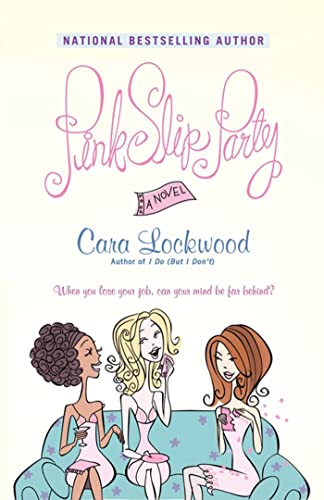 NATIONAL BESTSELLING AUTHOR
Pink Slip Party
A NOVEL
Cara Lockwood
Author of I Do (But I Don't)
When you lose your job, can your mind be far behind?